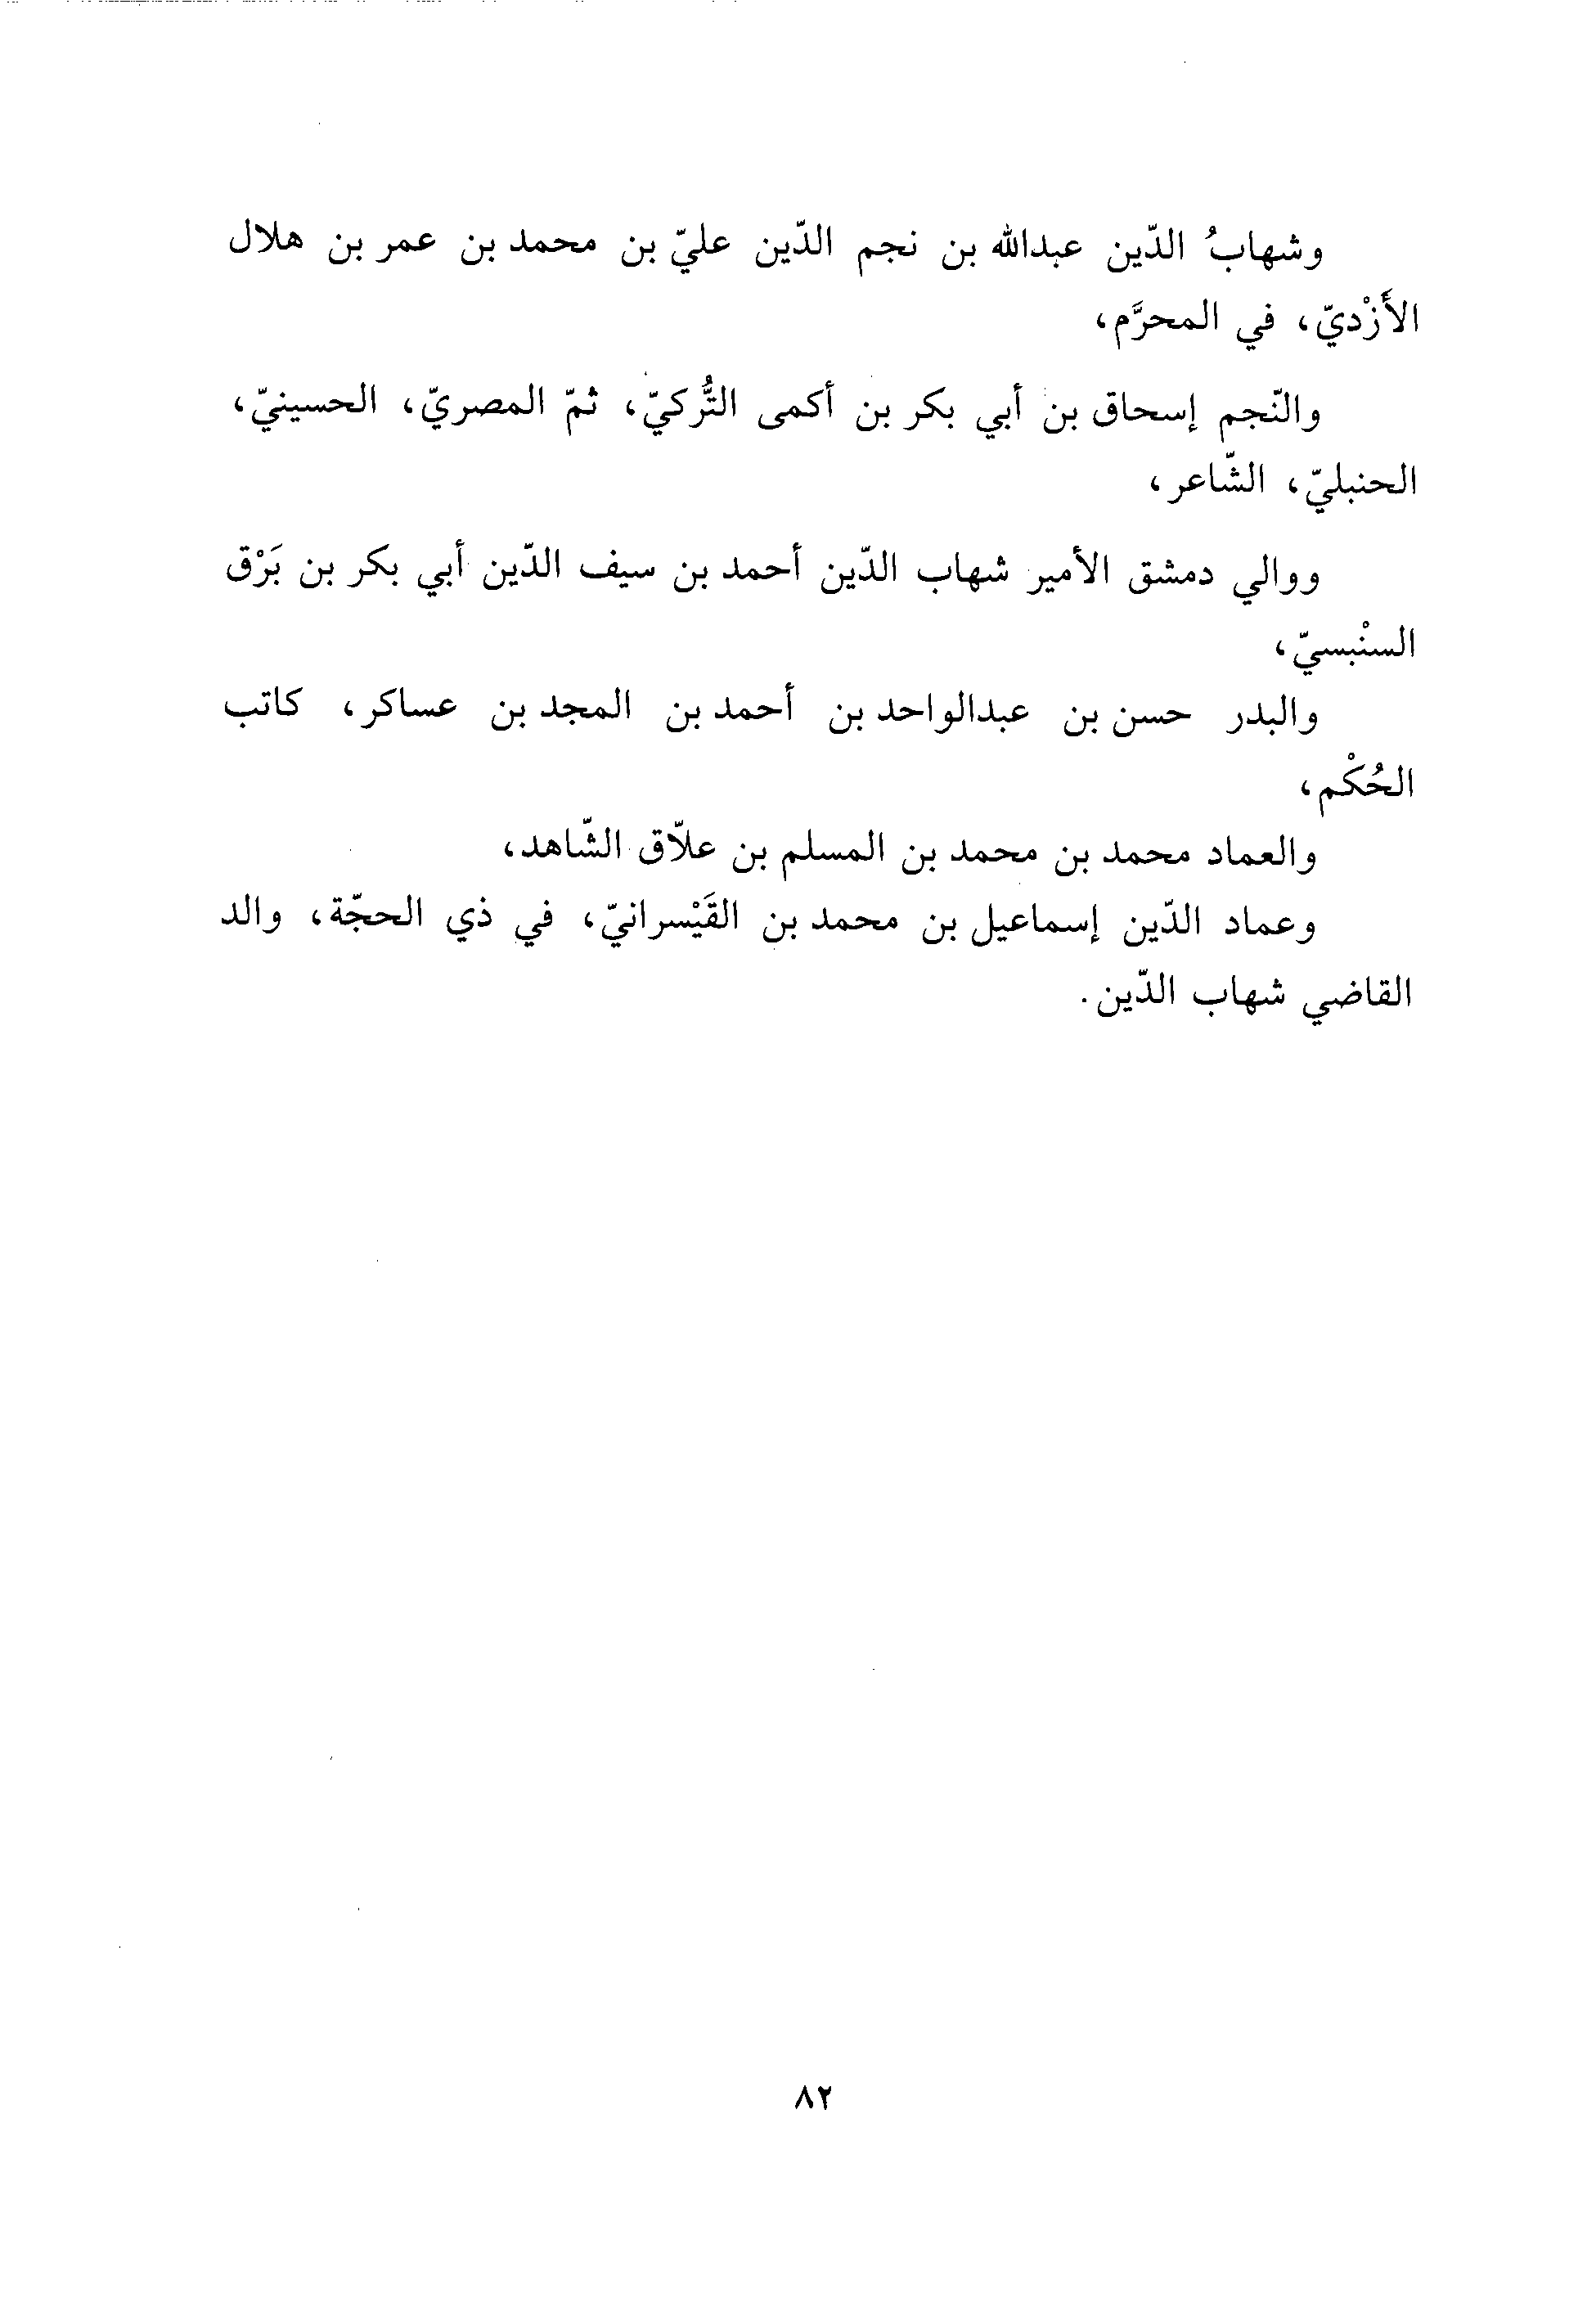 وشهابُ الدّين عبدالله بن نجم الدّين عليّ بن محمد بن عمر بن هلال
الأَزْديّ، في المحرَّم،
والنّجم إسحاق بن أبي بكر بن أكمى التُّركيّ، ثمّ المصريّ، الحسينيّ،
الحنبليّ، الشّاعر،
ووالي دمشق الأمير شهاب الدّين أحمد بن سيف الدّين أبي بكر بن بَرْق
السنْبسيّ،
والبدر حسن بن عبدالواحد بن أحمد بن المجد بن عساكر، كاتب
الحُكْم،
والعماد محمد بن محمد بن المسلم بن علاّق الشّاهد،
وعماد الدّين إسماعيل بن محمد بن القَيْسرانيّ، في ذي الحجّة، والد
القاضي شهاب الدّين.
٨٢